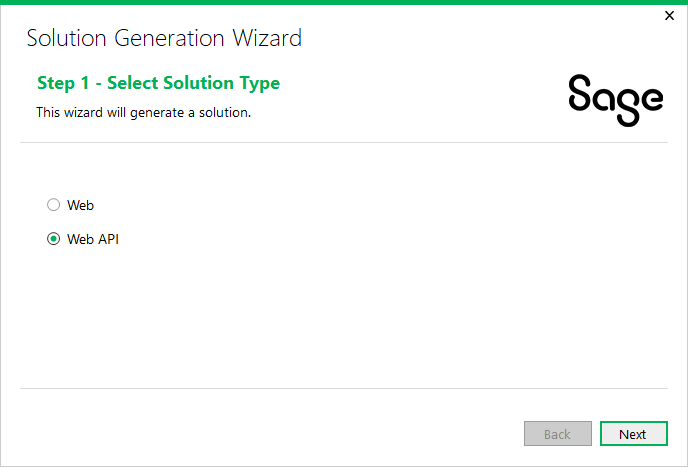 Solution Generation Wizard
Step 1 - Select Solution Type
This wizard will generate a solution.
Sage
Web
Web API
Back
Next